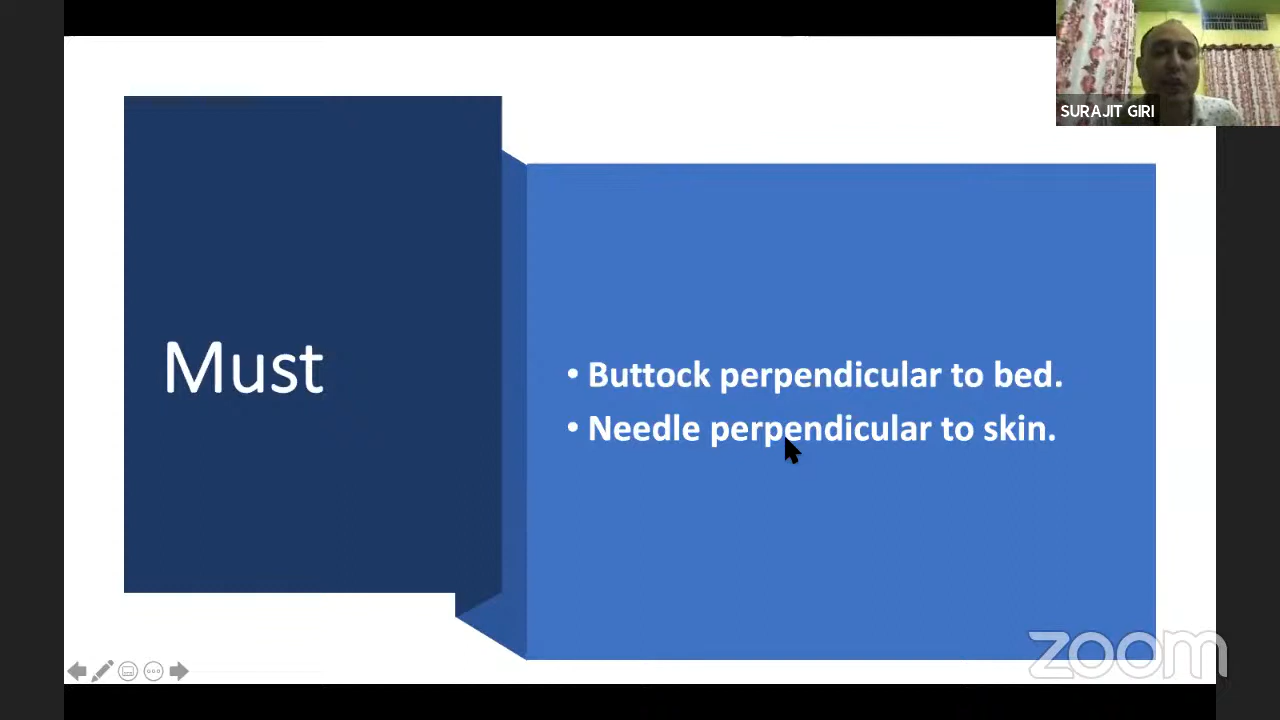 SURAJIT GIRI
Must
• Buttock perpendicular to bed.
• Needle perpendicular to skin.
zoom